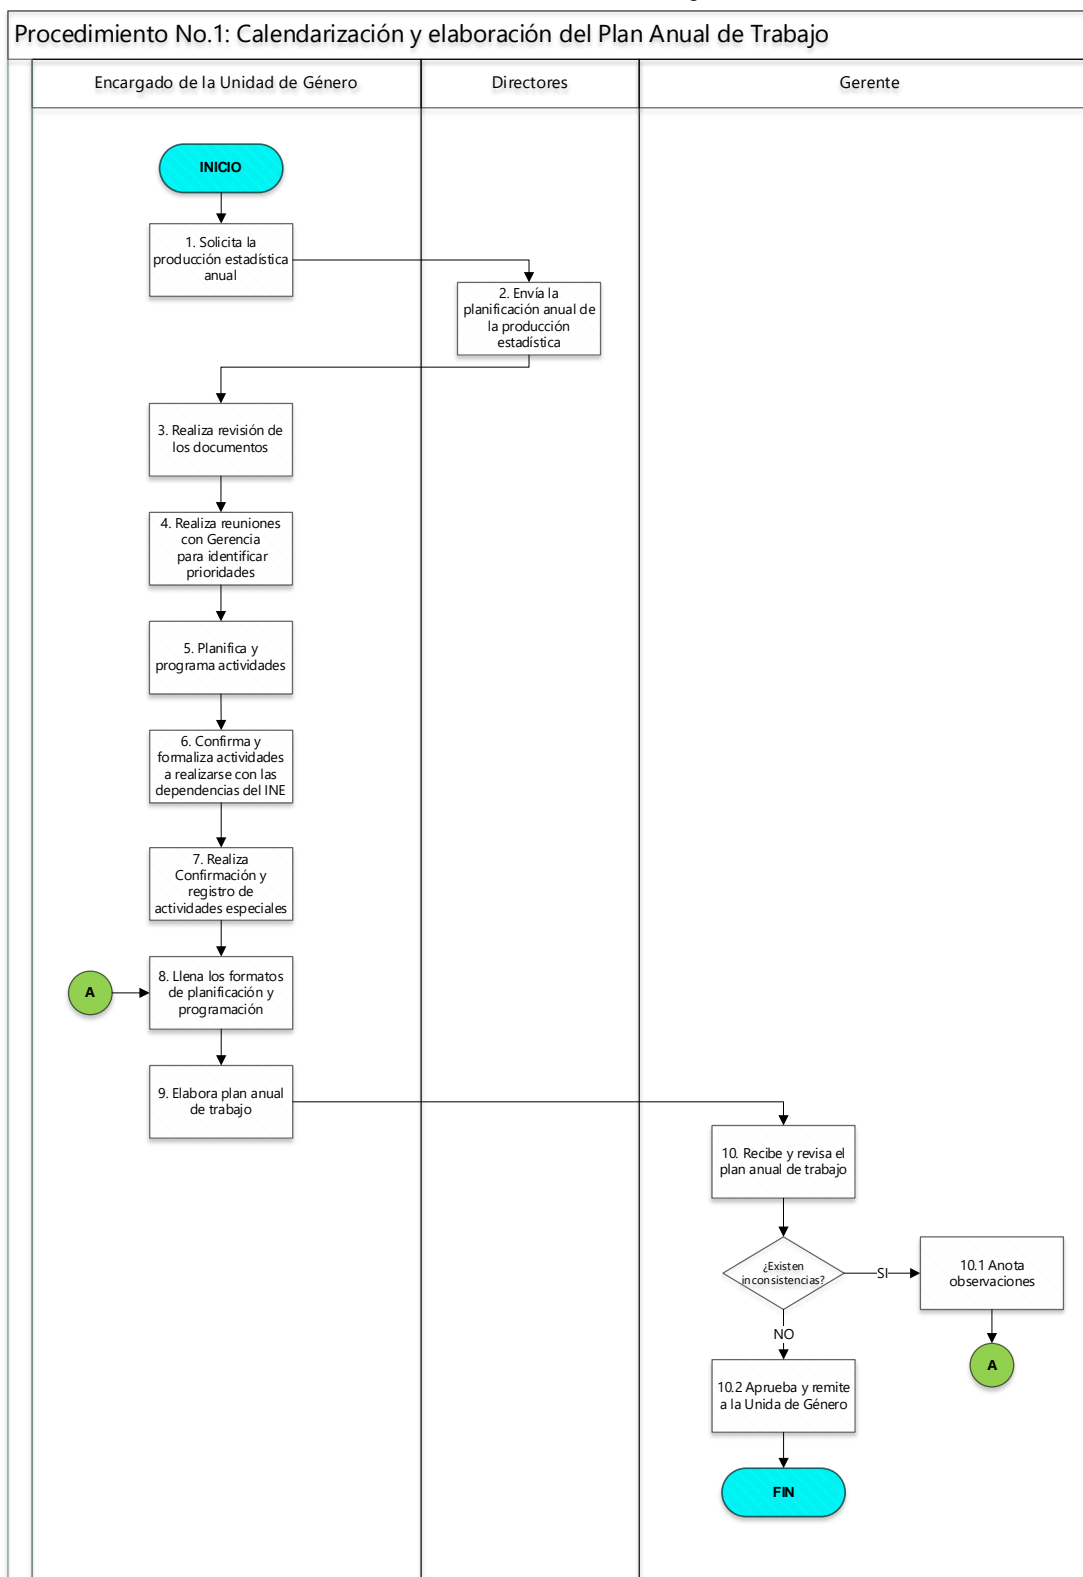 Procedimiento No.1: Calendarización y elaboración del Plan Anual de Trabajo
Encargado de la Unidad de Género
Directores
Gerente
INICIO
1. Solicita la
producción estadística
anual
2. Envía la
planificación anual de
la producción
estadística
3. Realiza revisión de
los documentos
4. Realiza reuniones
con Gerencia
para identificar
prioridades
5. Planifica y
programa actividades
6. Confirma y
formaliza actividades
a realizarse con las
dependencias del INE
7. Realiza
Confirmación y
registro de
actividades especiales
A
8. Llena los formatos
de planificación y
programación
9. Elabora plan anual
de trabajo
10. Recibe y revisa el
plan anual de trabajo
¿Existen
inconsistencias?
SI
10.1 Anota
observaciones
NO
A
10.2 Aprueba y remite
a la Unida de Género
FIN